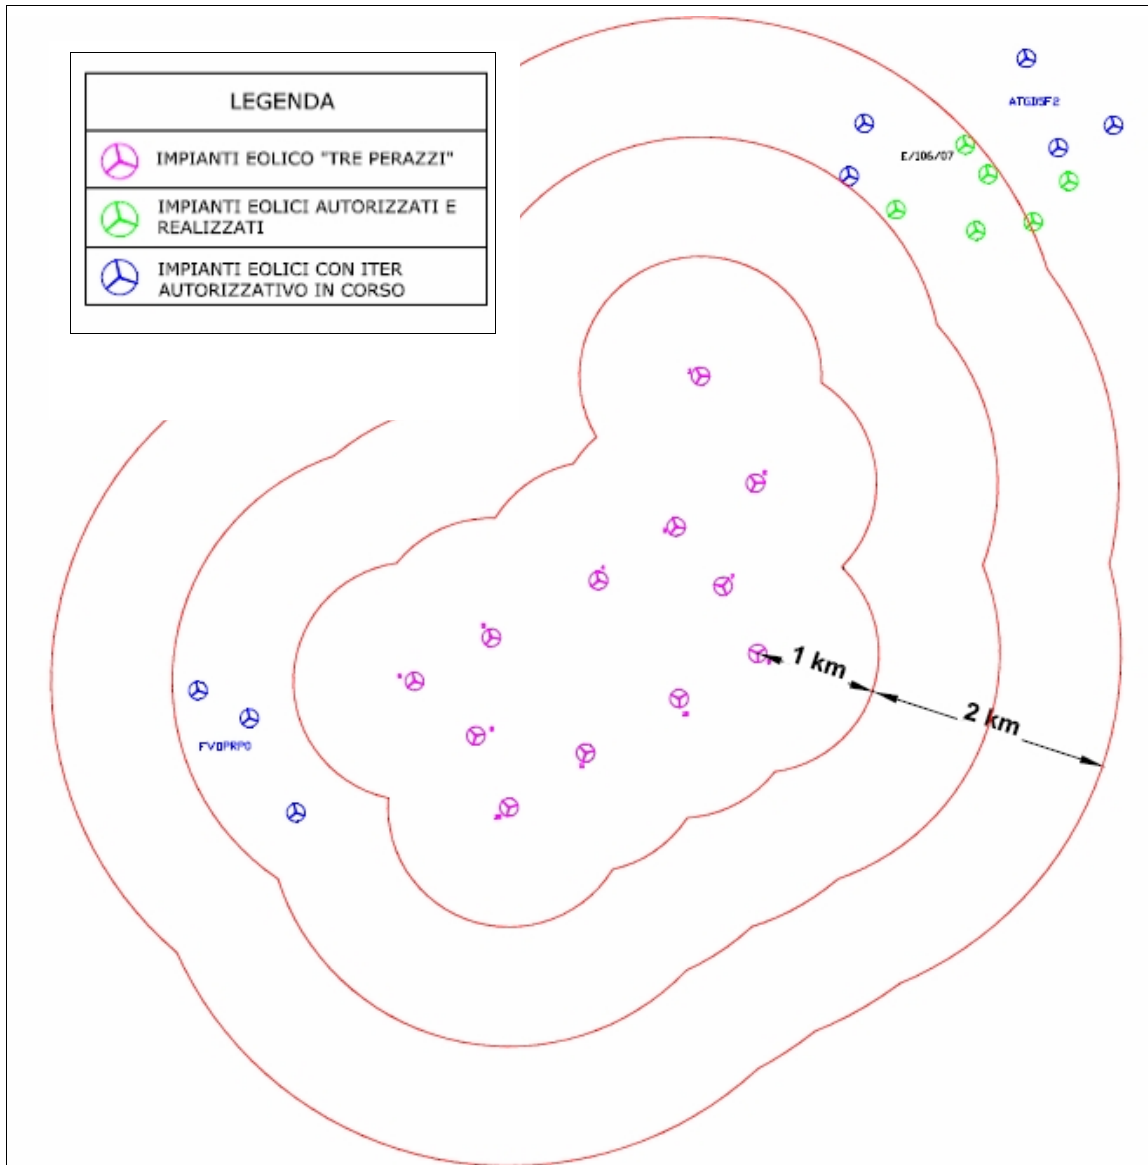 LEGENDA
IMPIANTI EOLICO "TRE PERAZZI"
IMPIANTI EOLICI AUTORIZZATI E
REALIZZATI
IMPIANTI EOLICI CON ITER
AUTORIZZATIVO IN CORSO
ATGDSF2
E/106/07
1 km
2 km
FVDPRP0